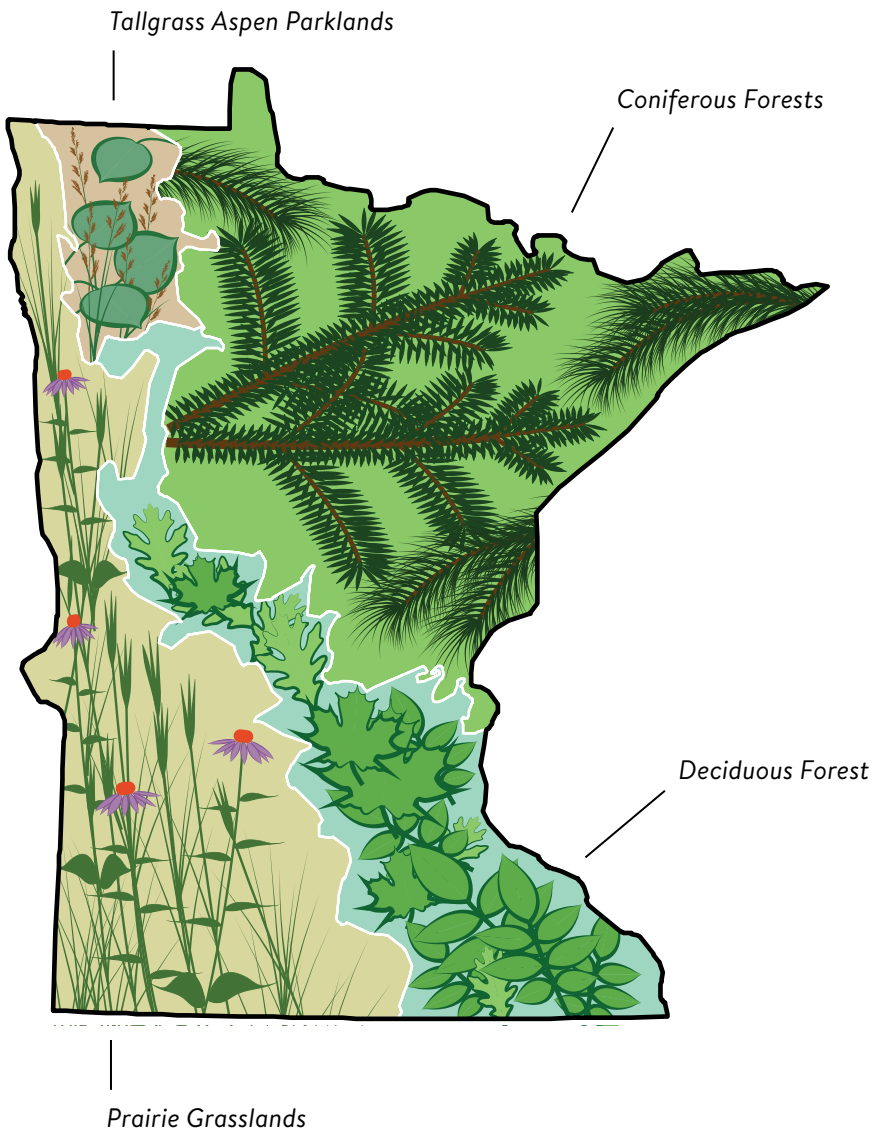 Tallgrass Aspen Parklands
Coniferous Forests
Deciduous Forest
Prairie Grasslands